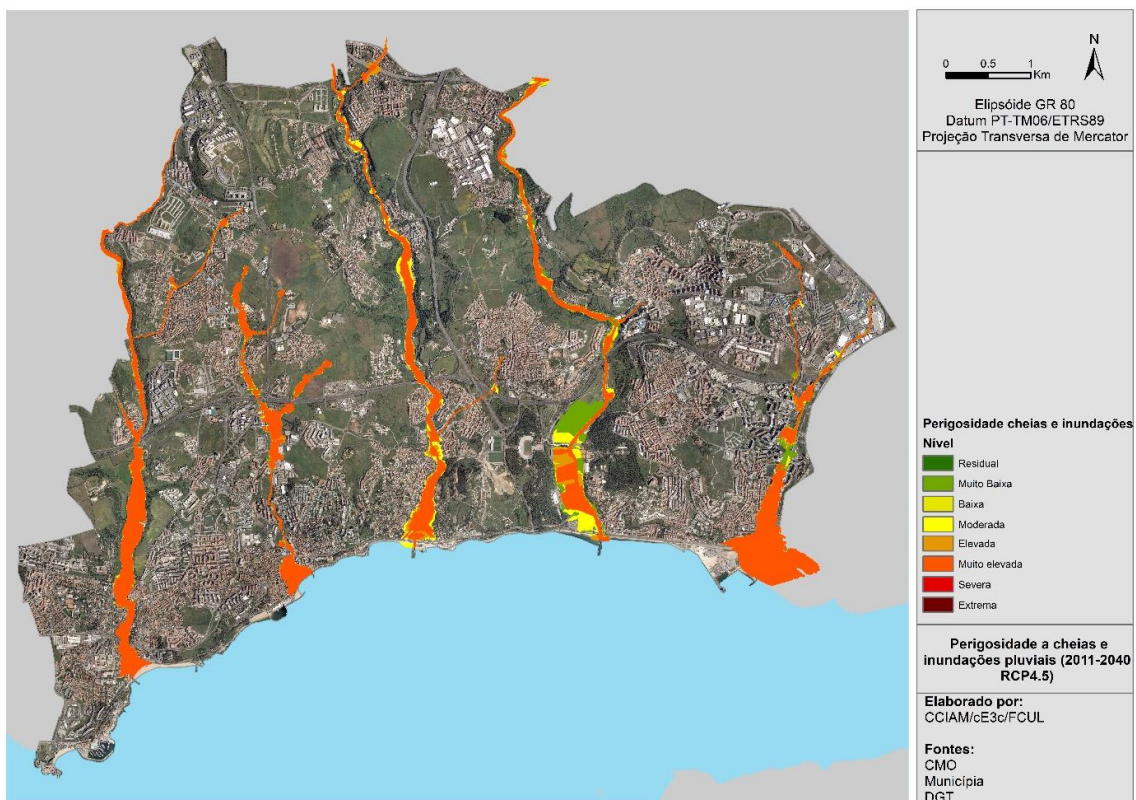 N
0 0.5 1
Km
Elipsóide GR 80
Datum PT-TM06/ETRS89
Projeção Transversa de Mercator
Perigosidade cheias e inundações
Nível
Residual
Muito Baixa
Baixa
Moderada
Elevada
Muito elevada
Severa
Extrema
Perigosidade a cheias e
inundações pluviais (2011-2040
RCP4.5)
Elaborado por:
CCIAM/cE3c/FCUL
Fontes:
CMO
Municípia
DGT